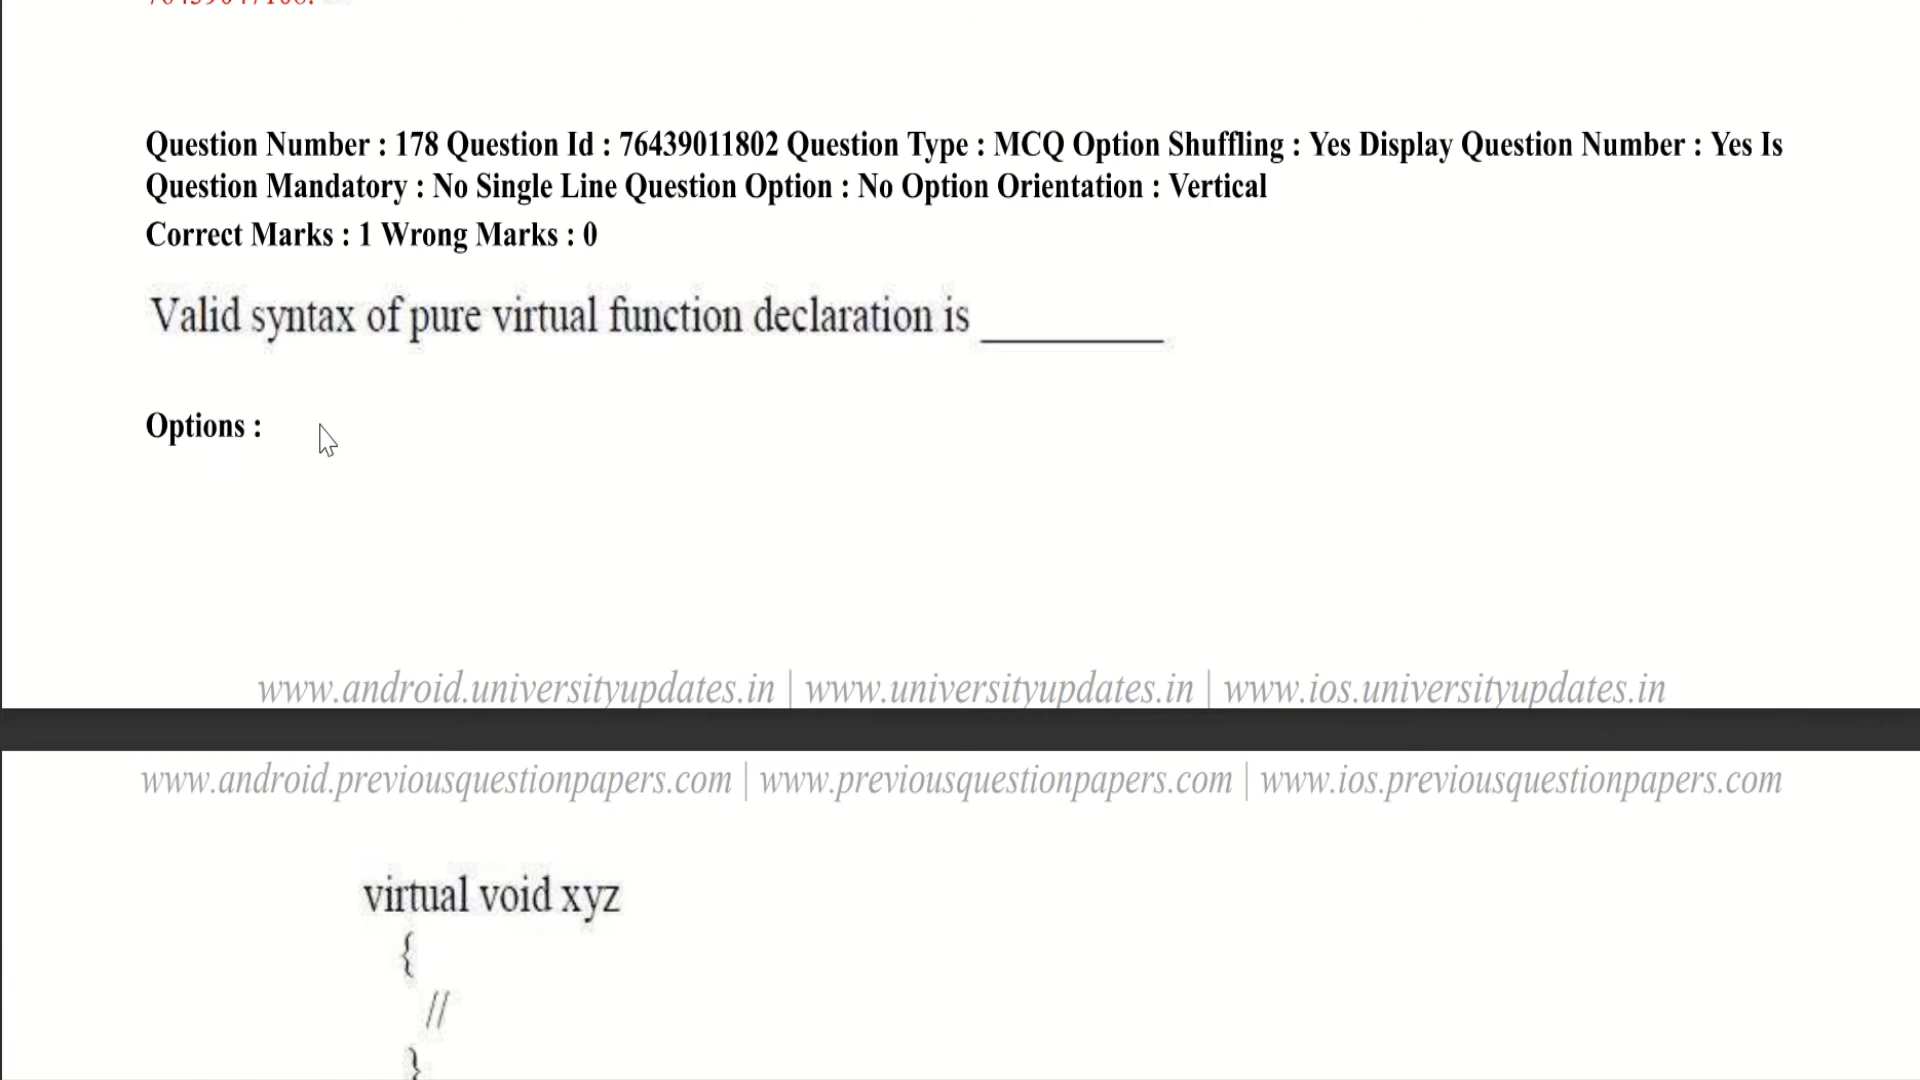 Question Number : 178 Question Id : 76439011802 Question Type : MCQ Option Shuffling : Yes Display Question Number : Yes Is
Question Mandatory : No Single Line Question Option : No Option Orientation : Vertical
Correct Marks : 1 Wrong Marks : 0
Valid syntax of pure virtual function declaration is _________
Options :
www.android.universityupdates.in | www.universityupdates.in | www.ios.universityupdates.in
www.android.previousquestionpapers.com | www.previousquestionpapers.com | www.ios.previousquestionpapers.com
virtual void xyz
{
//
}